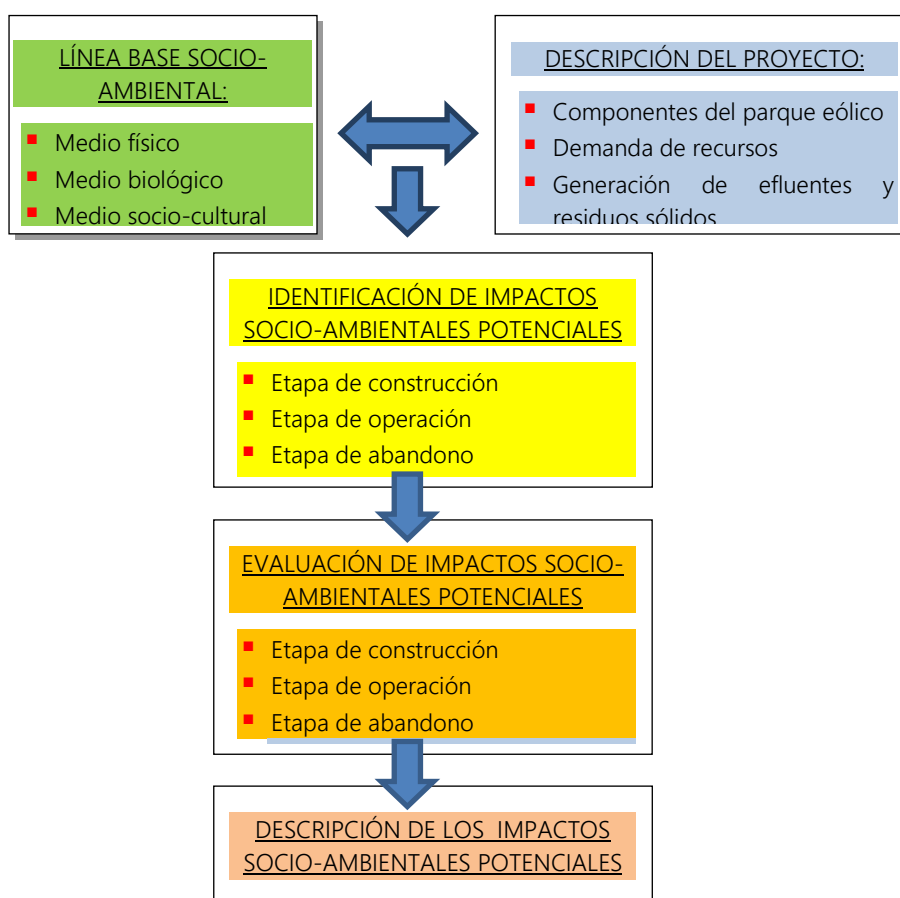 LÍNEA BASE SOCIO-
AMBIENTAL:
Medio físico
Medio biológico
Medio socio-cultural
DESCRIPCIÓN DEL PROYECTO:
Componentes del parque eólico
Demanda de recursos
Generación de efluentes y
residuos sólidos
IDENTIFICACIÓN DE IMPACTOS
SOCIO-AMBIENTALES POTENCIALES
Etapa de construcción
Etapa de operación
Etapa de abandono
EVALUACIÓN DE IMPACTOS SOCIO-
AMBIENTALES POTENCIALES
Etapa de construcción
Etapa de operación
Etapa de abandono
DESCRIPCIÓN DE LOS IMPACTOS
SOCIO-AMBIENTALES POTENCIALES